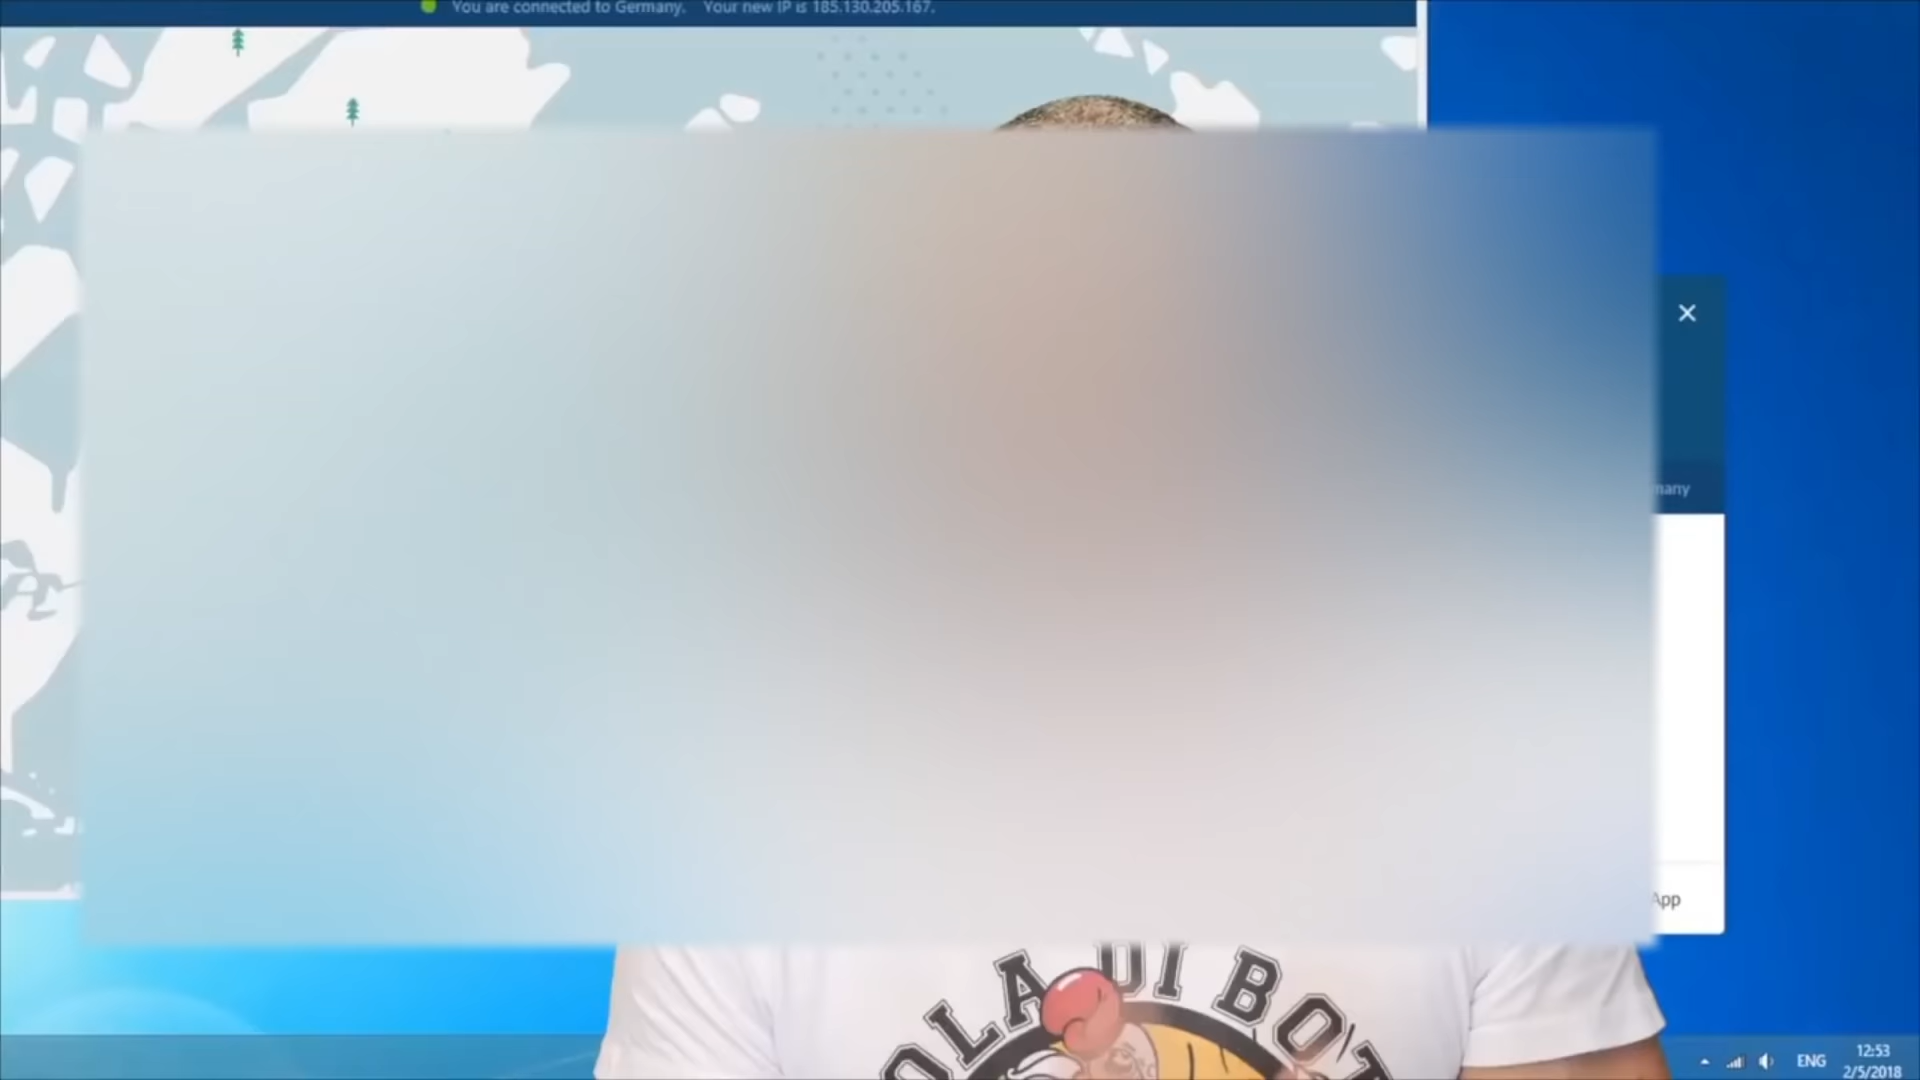 You are connected to Germany. Your new IP is 185.130.205.167.
many
App
OLA DI BO
ENG
12:53
2/5/2018